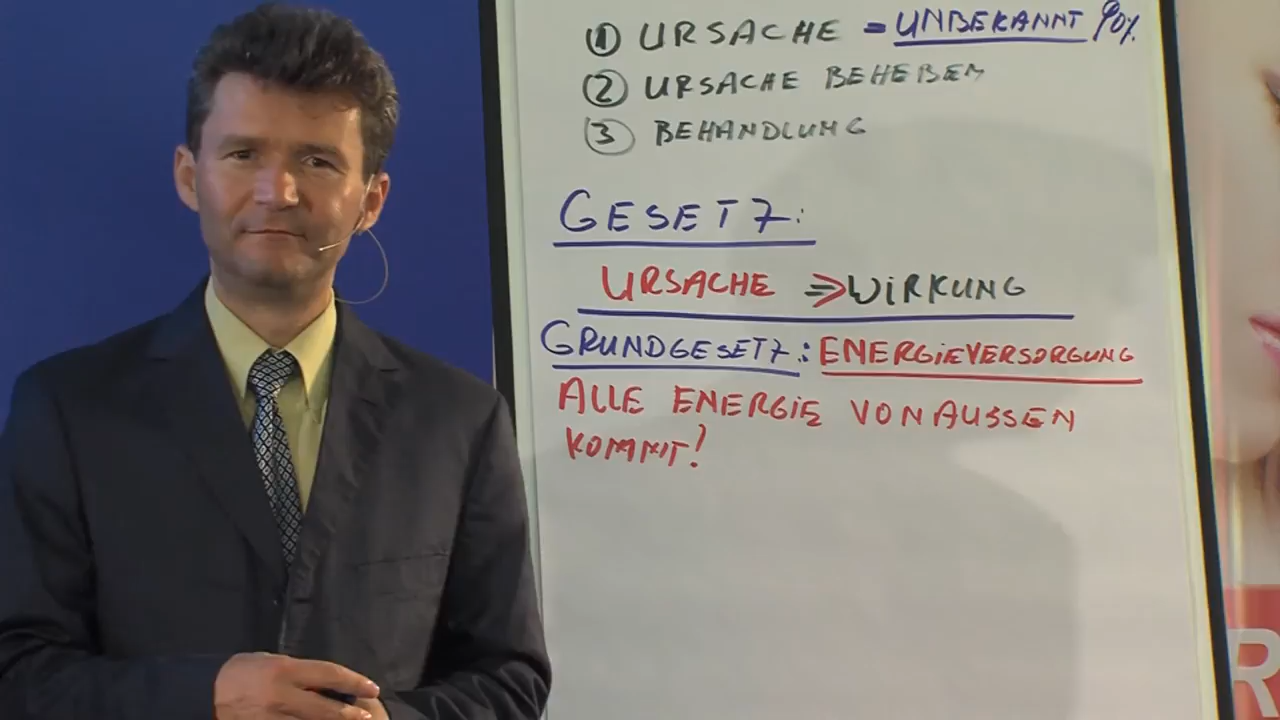 ① URSACHE = UNBEKANNT 90%
② URSACHE BEHEBEN
③ BEHANDLUNG
GESETZ:
URSACHE ⇒ WIRKUNG
GRUNDGESETZ: ENERGIEVERSORGUNG
ALLE ENERGIE VON AUSSEN
KOMMT!
R